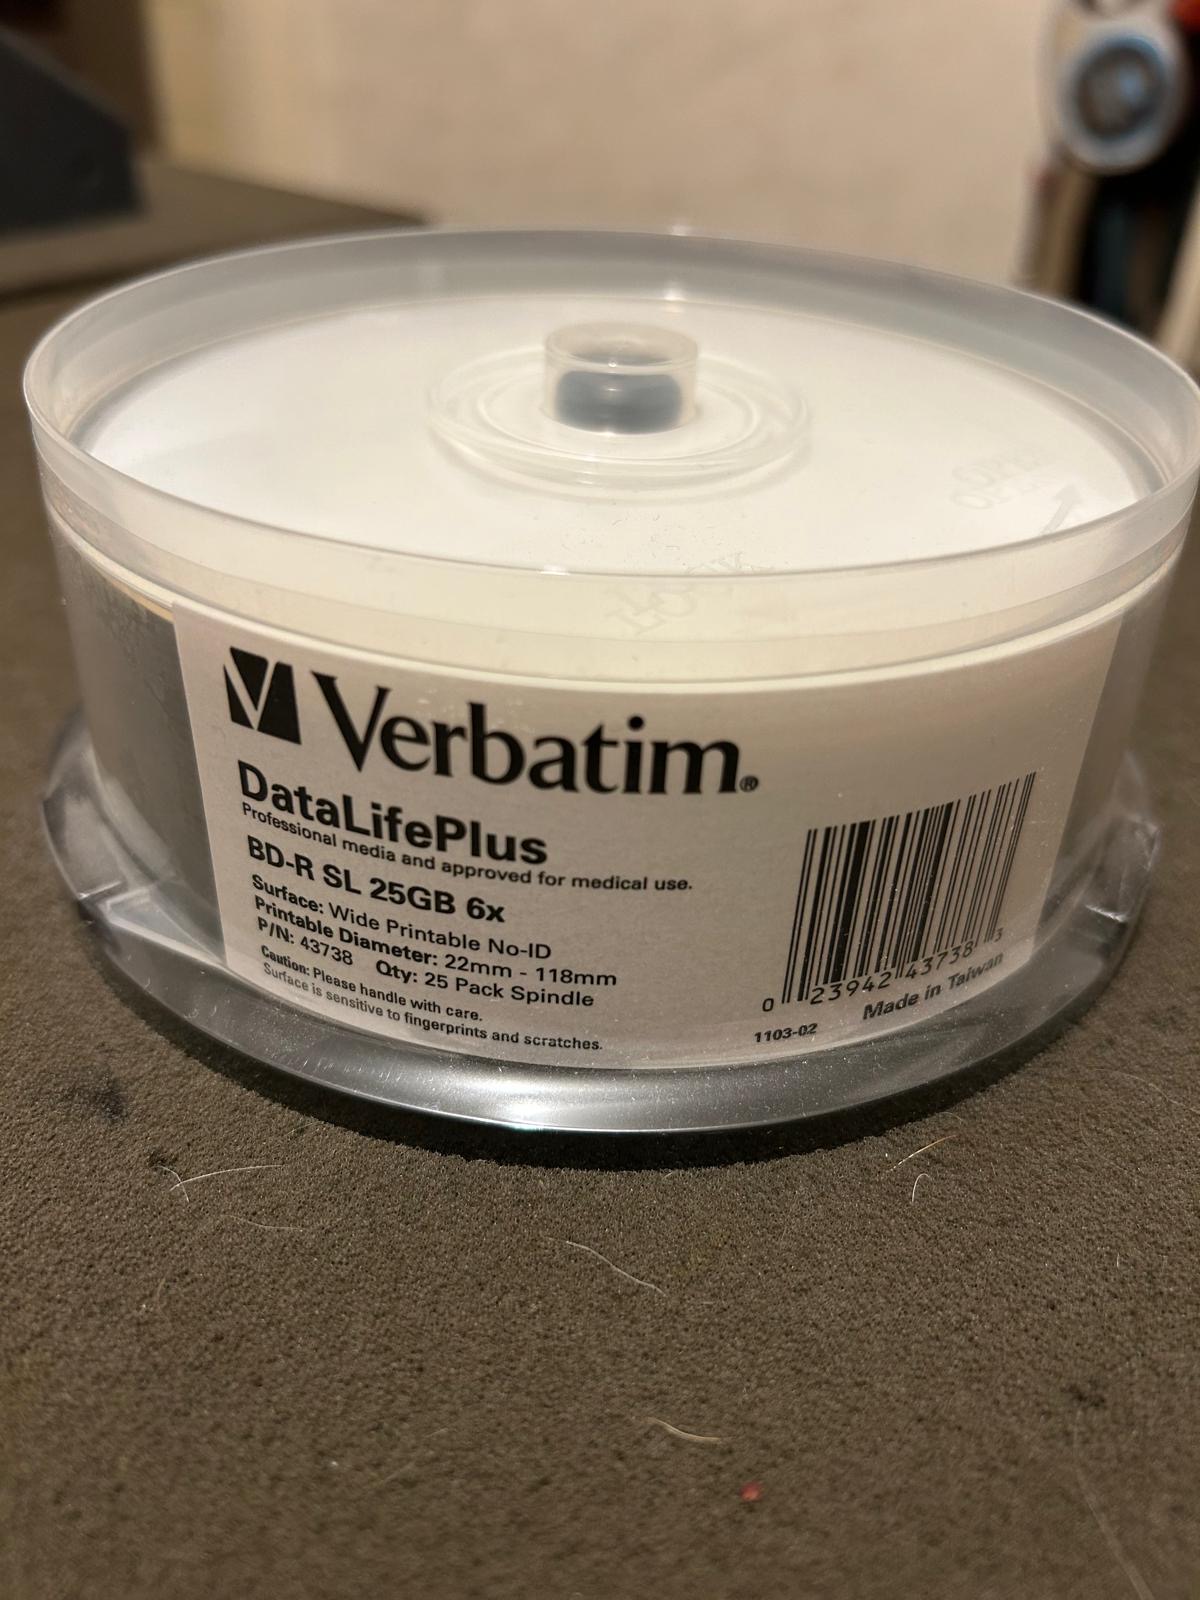 OPEN
LOCK
Verbatim®
DataLifePlus
Professional media and approved for medical use.
BD-R SL 25GB 6x
Surface: Wide Printable No-ID
Printable Diameter: 22mm - 118mm
P/N: 43738 Qty: 25 Pack Spindle
Caution: Please handle with care.
Surface is sensitive to fingerprints and scratches.
0 23942 43738 3
1103-02 Made in Taiwan